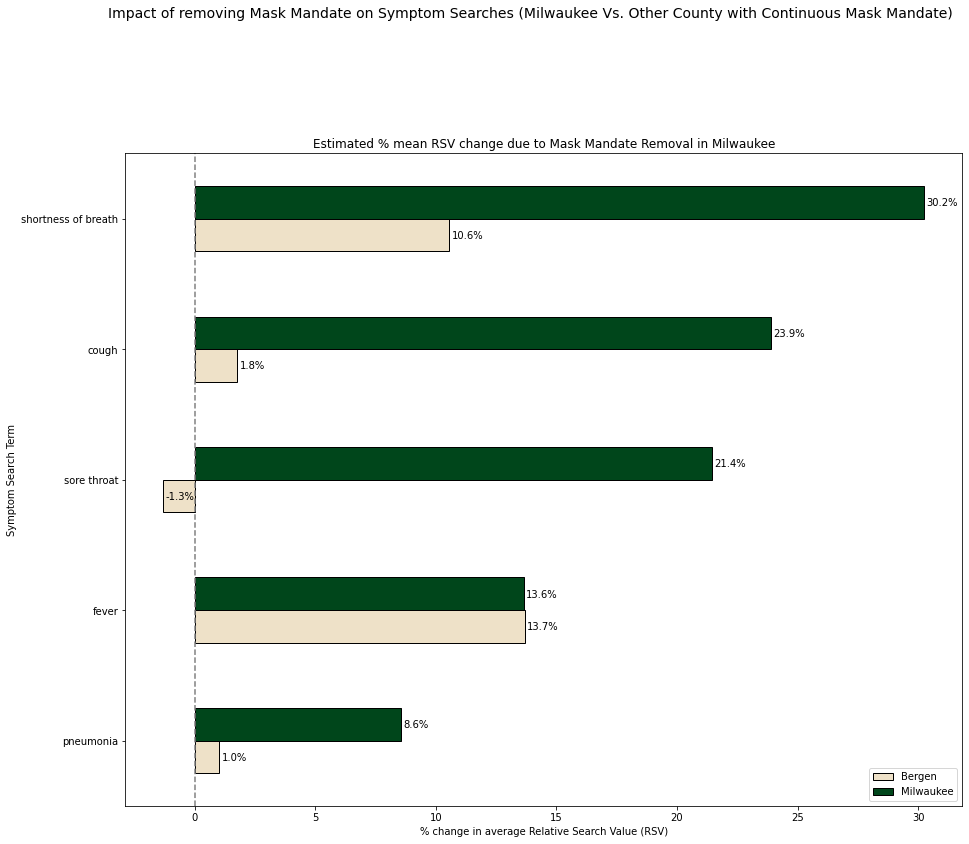 Impact of removing Mask Mandate on Symptom Searches (Milwaukee Vs. Other County with Continuous Mask Mandate)
Estimated % mean RSV change due to Mask Mandate Removal in Milwaukee
Symptom Search Term
shortness of breath
30.2%
10.6%
cough
23.9%
1.8%
sore throat
21.4%
-1.3%
fever
13.6%
13.7%
pneumonia
8.6%
1.0%
Bergen
Milwaukee
0 5 10 15 20 25 30
% change in average Relative Search Value (RSV)